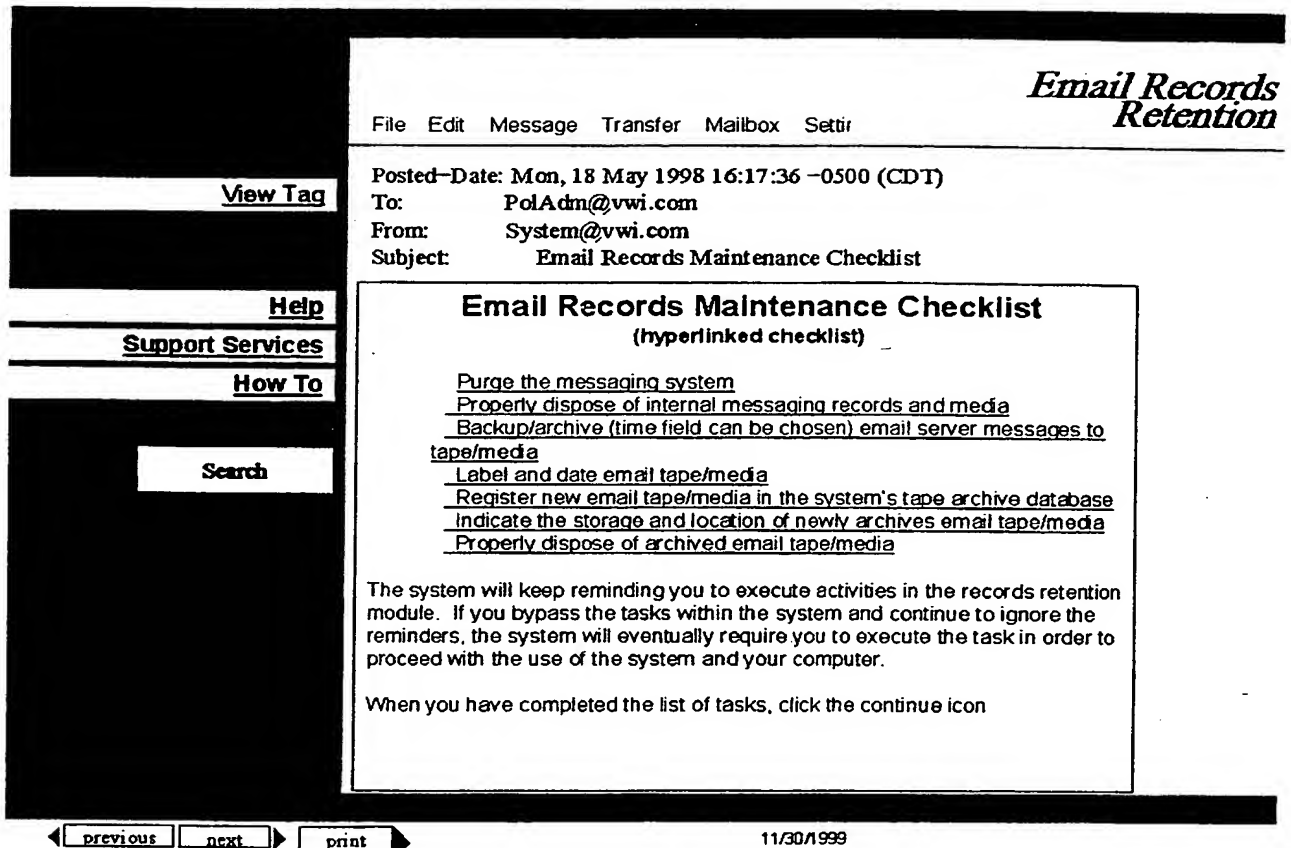 Email Records
Retention
File Edit Message Transfer Mailbox Settir
Posted-Date: Mon, 18 May 1998 16:17:36 -0500 (CDT)
To: PolAdm@vwi.com
From: System@vwi.com
Subject: Email Records Maintenance Checklist
View Tag
Help
Support Services
How To
Search
Email Records Maintenance Checklist
(hyperlinked checklist)
Purge the messaging system
Properly dispose of internal messaging records and media
Backup/archive (time field can be chosen) email server messages to
tape/media
Label and date email tape/media
Register new email tape/media in the system's tape archive database
Indicate the storage and location of newly archives email tape/media
Properly dispose of archived email tape/media
The system will keep reminding you to execute activities in the records retention
module. If you bypass the tasks within the system and continue to ignore the
reminders, the system will eventually require you to execute the task in order to
proceed with the use of the system and your computer.
When you have completed the list of tasks, click the continue icon
previous next print 11/30/1999